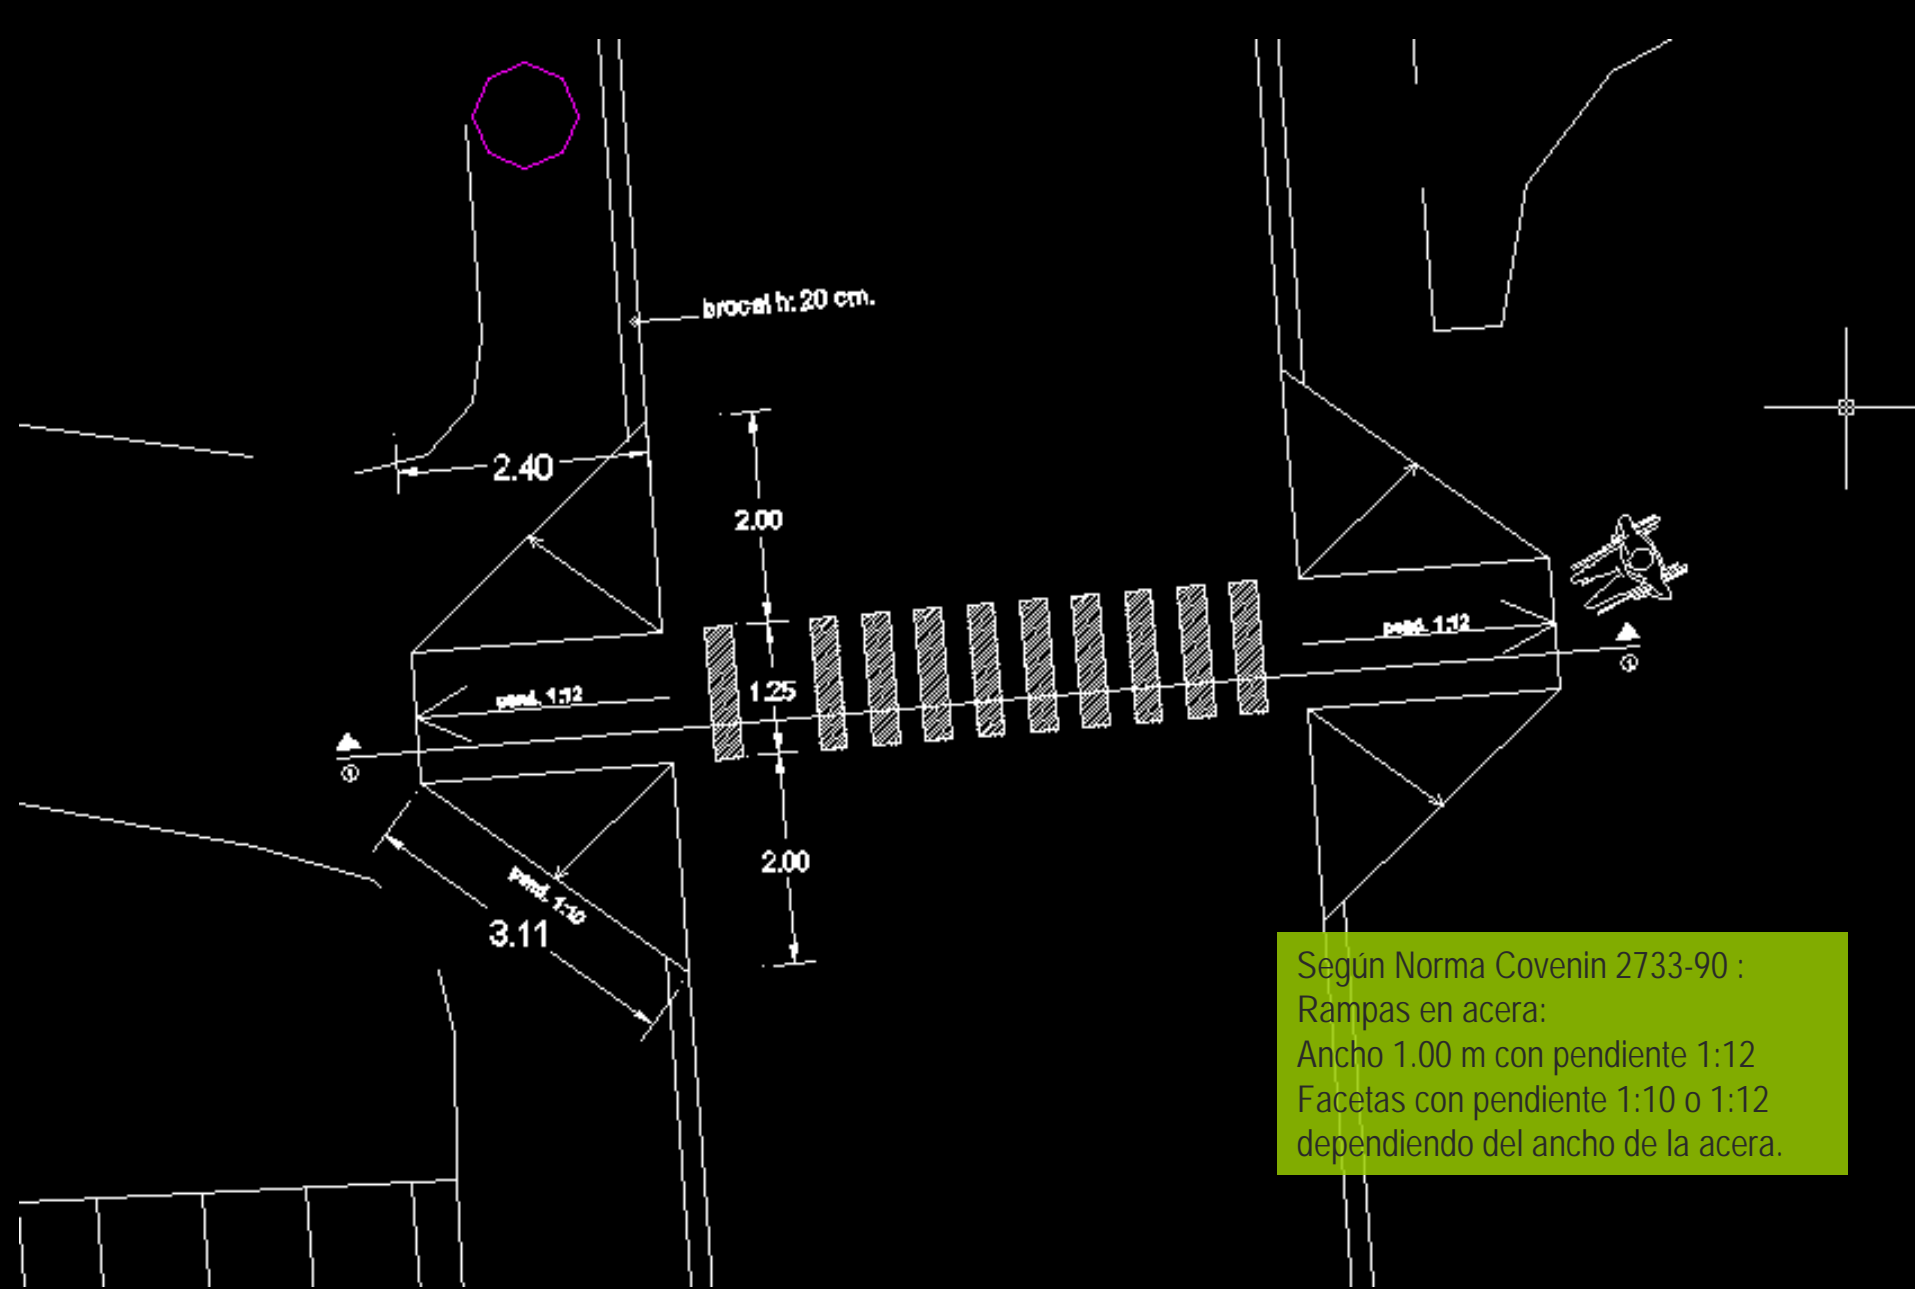 brocal h: 20 cm.
2.40
2.00
pend. 1:12
1.25
pend. 1:12
1
1
2.00
pend. 1:10
3.11
Según Norma Covenin 2733-90 :
Rampas en acera:
Ancho 1.00 m con pendiente 1:12
Facetas con pendiente 1:10 o 1:12
dependiendo del ancho de la acera.